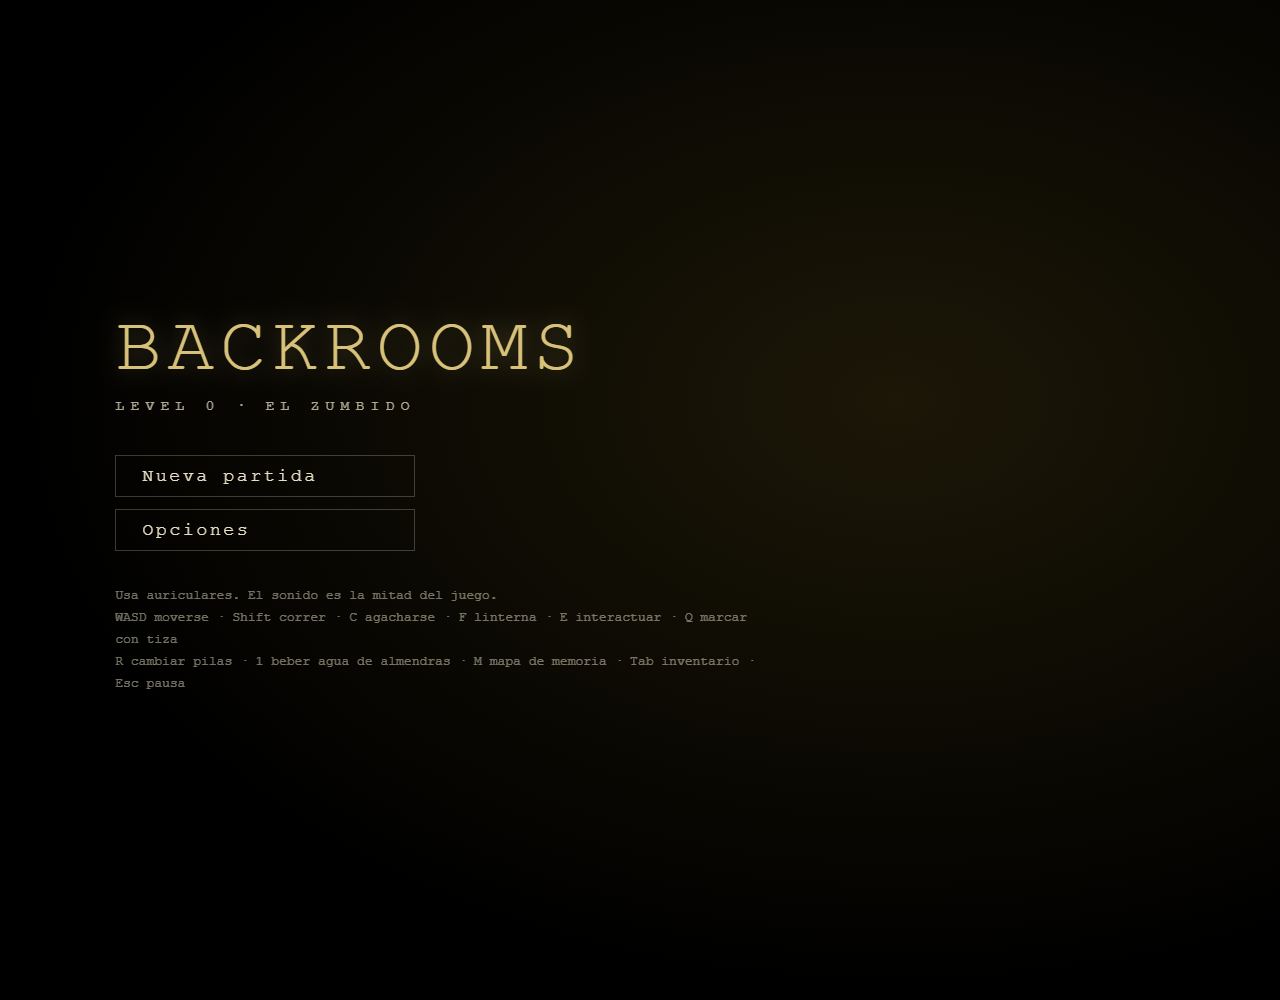 BACKROOMS
LEVEL 0 · EL ZUMBIDO
Nueva partida
Opciones
Usa auriculares. El sonido es la mitad del juego.
WASD moverse · Shift correr · C agacharse · F linterna · E interactuar · Q marcar
con tiza
R cambiar pilas · 1 beber agua de almendras · M mapa de memoria · Tab inventario ·
Esc pausa